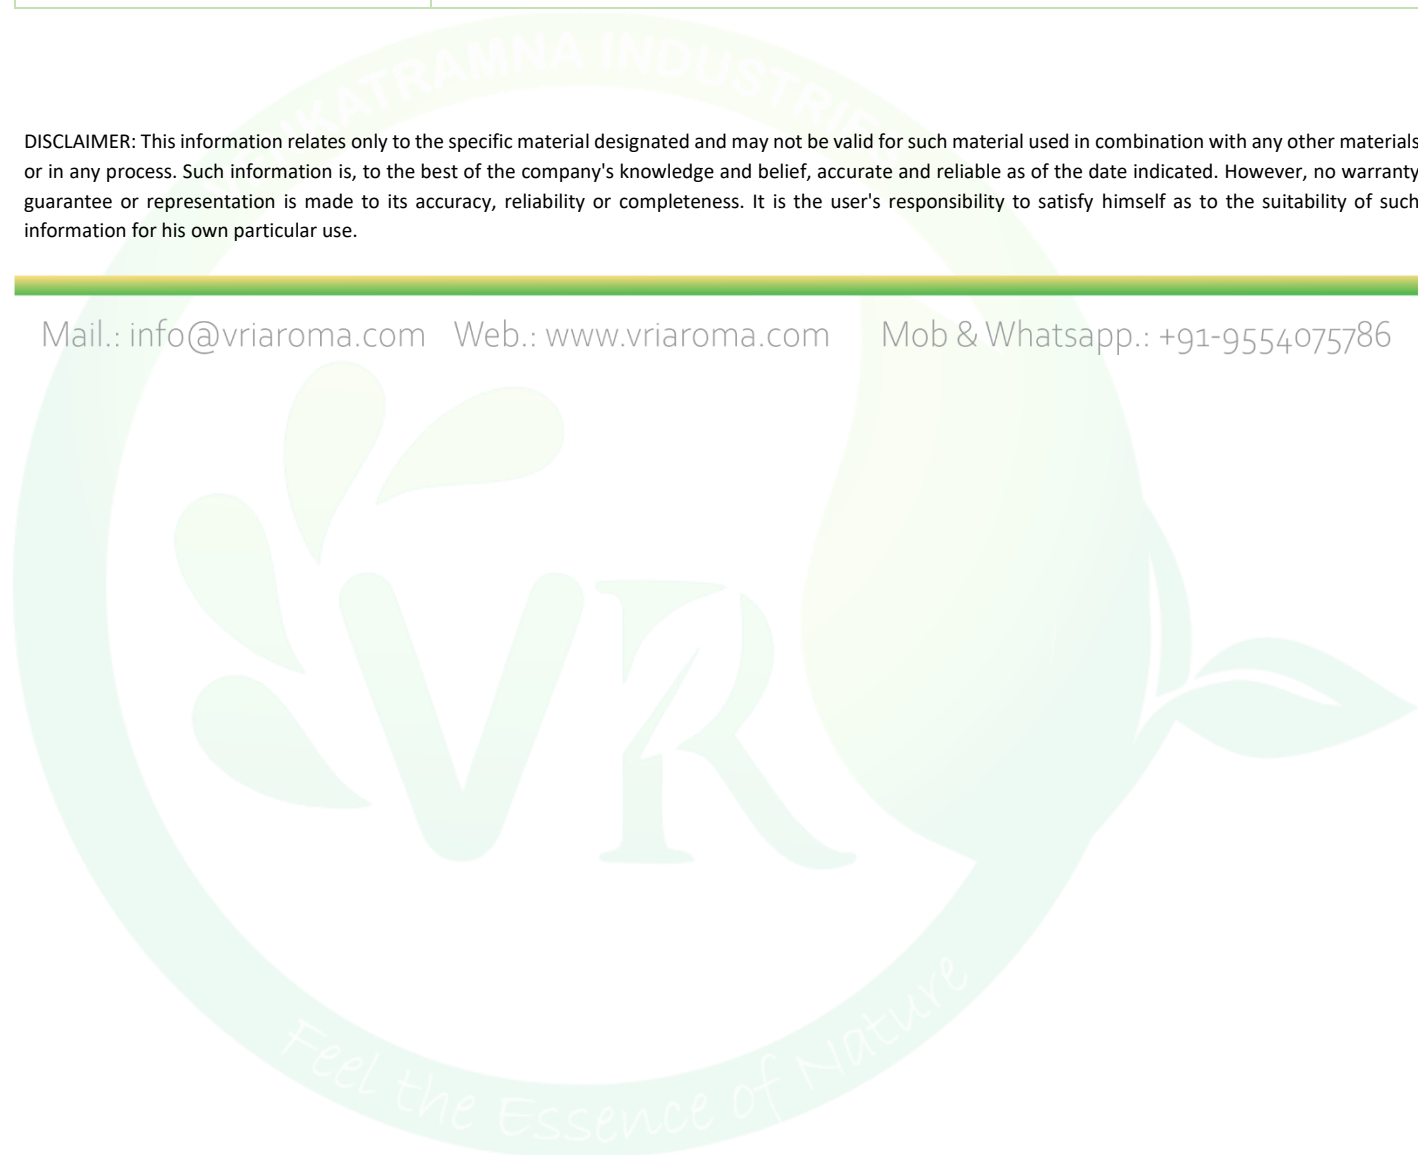 KATRAMNA INDUSTRIE
DISCLAIMER: This information relates only to the specific material designated and may not be valid for such material used in combination with any other materials
or in any process. Such information is, to the best of the company's knowledge and belief, accurate and reliable as of the date indicated. However, no warranty
guarantee or representation is made to its accuracy, reliability or completeness. It is the user's responsibility to satisfy himself as to the suitability of such
information for his own particular use.
Mail.: info@vriaroma.com Web.: www.vriaroma.com Mob & Whatsapp.: +91-9554075786
VR
Feel the Essence of Nature